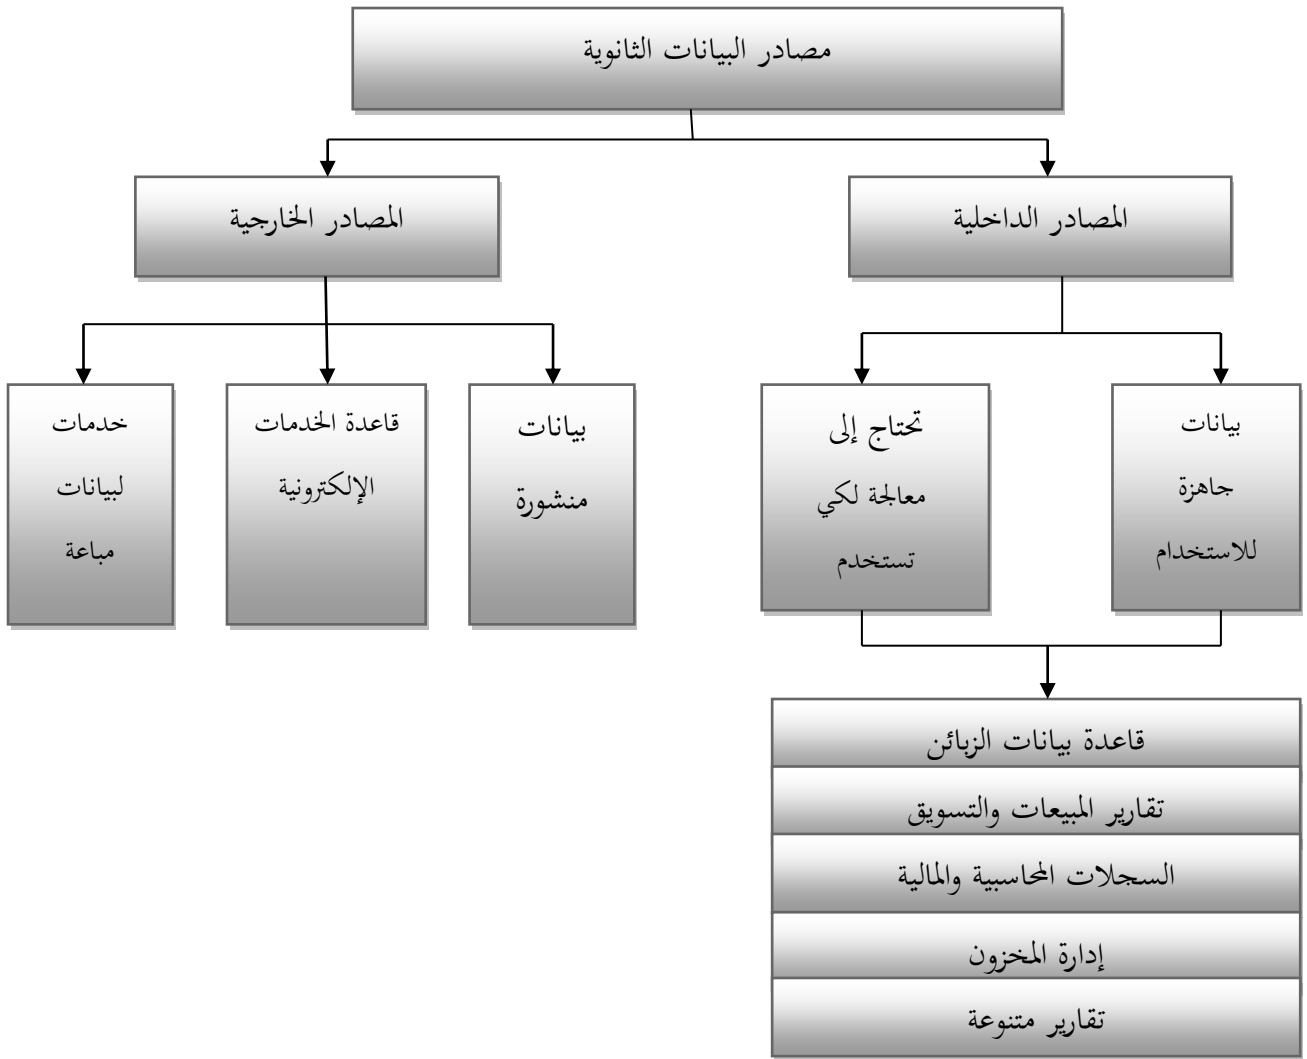 مصادر البيانات الثانوية
المصادر الداخلية
المصادر الخارجية
بيانات
جاهزة
للاستخدام
تحتاج إلى
معالجة لكي
تستخدم
بيانات
منشورة
قاعدة الخدمات
الإلكترونية
خدمات
لبيانات
مباعة
قاعدة بيانات الزبائن
تقارير المبيعات والتسويق
السجلات المحاسبية والمالية
إدارة المخزون
تقارير متنوعة